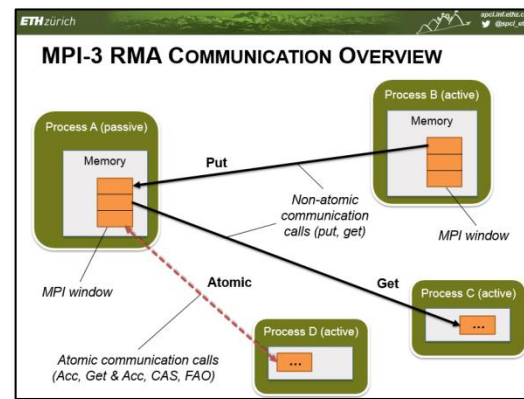 ETH zürich
spcl.inf.ethz.ch
@spcl_eth
MPI-3 RMA COMMUNICATION OVERVIEW
Process A (passive)
Memory
MPI window
Process B (active)
Memory
MPI window
Put
Non-atomic
communication
calls (put, get)
Get
Atomic
Process C (active)
...
Process D (active)
...
Atomic communication calls
(Acc, Get & Acc, CAS, FAO)